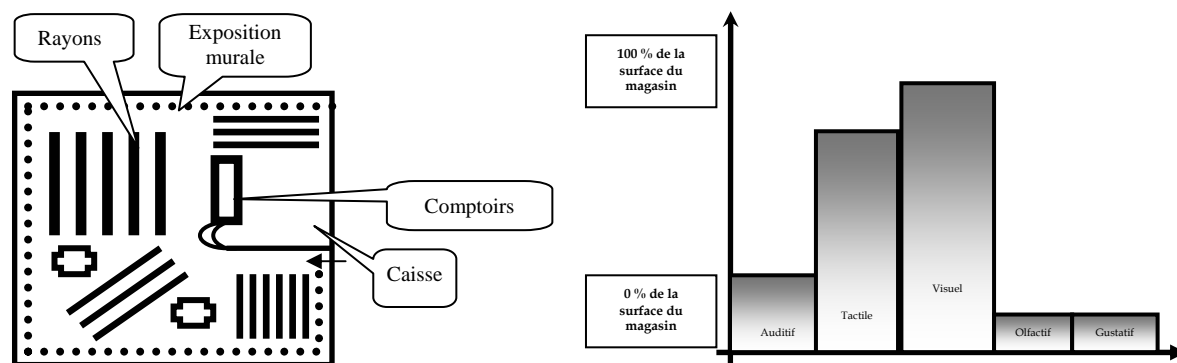 Rayons
Exposition
murale
Comptoirs
Caisse
100 % de la
surface du
magasin
0 % de la
surface du
magasin
Auditif
Tactile
Visuel
Olfactif
Gustatif